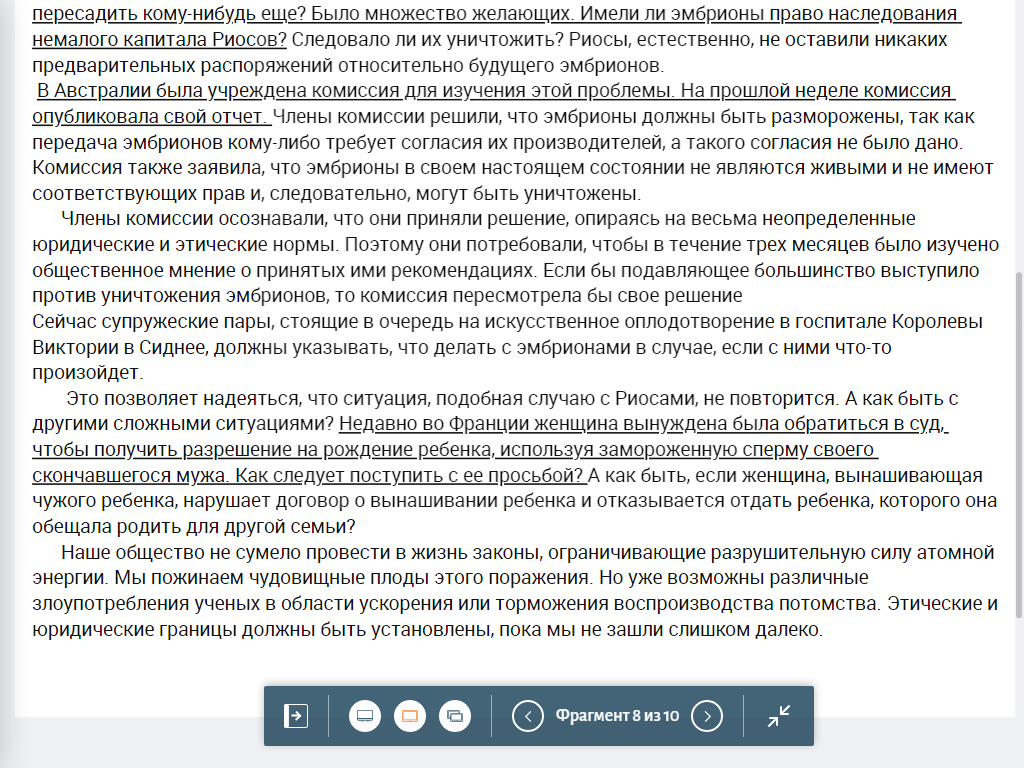 пересадить кому-нибудь еще? Было множество желающих. Имели ли эмбрионы право наследования
немалого капитала Риосов? Следовало ли их уничтожить? Риосы, естественно, не оставили никаких
предварительных распоряжений относительно будущего эмбрионов.
В Австралии была учреждена комиссия для изучения этой проблемы. На прошлой неделе комиссия
опубликовала свой отчет. Члены комиссии решили, что эмбрионы должны быть разморожены, так как
передача эмбрионов кому-либо требует согласия их производителей, а такого согласия не было дано.
Комиссия также заявила, что эмбрионы в своем настоящем состоянии не являются живыми и не имеют
соответствующих прав и, следовательно, могут быть уничтожены.
Члены комиссии осознавали, что они приняли решение, опираясь на весьма неопределенные
юридические и этические нормы. Поэтому они потребовали, чтобы в течение трех месяцев было изучено
общественное мнение о принятых ими рекомендациях. Если бы подавляющее большинство выступило
против уничтожения эмбрионов, то комиссия пересмотрела бы свое решение
Сейчас супружеские пары, стоящие в очередь на искусственное оплодотворение в госпитале Королевы
Виктории в Сиднее, должны указывать, что делать с эмбрионами в случае, если с ними что-то
произойдет.
Это позволяет надеяться, что ситуация, подобная случаю с Риосами, не повторится. А как быть с
другими сложными ситуациями? Недавно во Франции женщина вынуждена была обратиться в суд,
чтобы получить разрешение на рождение ребенка, используя замороженную сперму своего
скончавшегося мужа. Как следует поступить с ее просьбой? А как быть, если женщина, вынашивающая
чужого ребенка, нарушает договор о вынашивании ребенка и отказывается отдать ребенка, которого она
обещала родить для другой семьи?
Наше общество не сумело провести в жизнь законы, ограничивающие разрушительную силу атомной
энергии. Мы пожинаем чудовищные плоды этого поражения. Но уже возможны различные
злоупотребления ученых в области ускорения или торможения воспроизводства потомства. Этические и
юридические границы должны быть установлены, пока мы не зашли слишком далеко.
Фрагмент 8 из 10